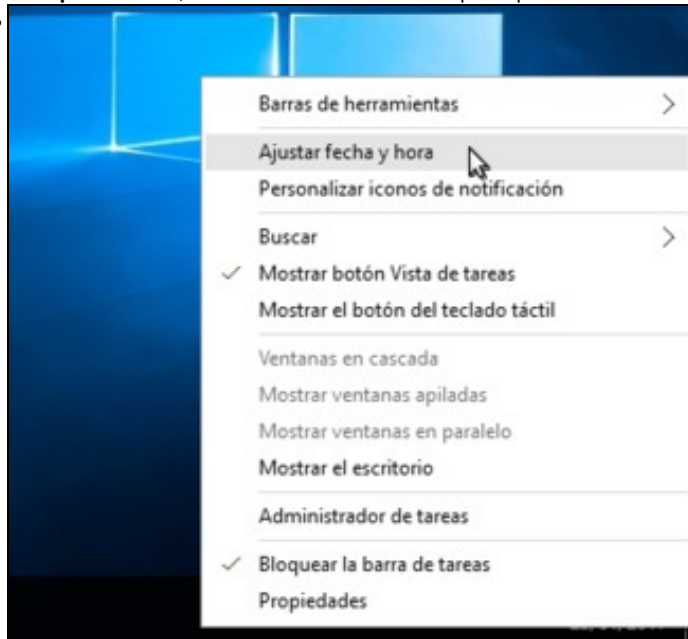 Barras de herramientas
Ajustar fecha y hora
Personalizar iconos de notificación
Buscar
Mostrar botón Vista de tareas
Mostrar el botón del teclado táctil
Ventanas en cascada
Mostrar ventanas apiladas
Mostrar ventanas en paralelo
Mostrar el escritorio
Administrador de tareas
Bloquear la barra de tareas
Propiedades